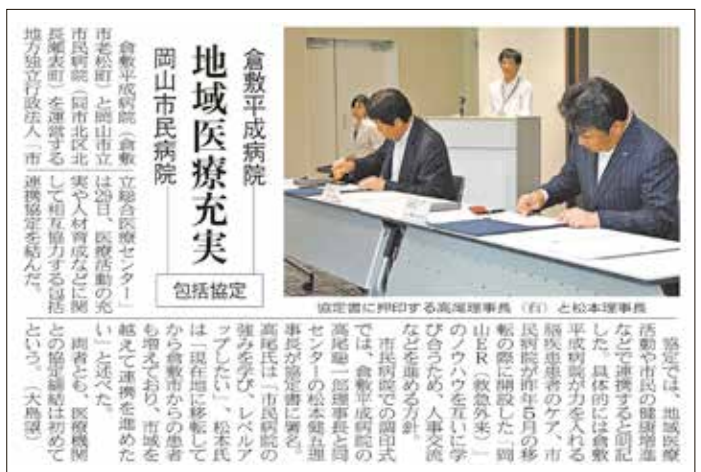 倉敷平成病院
地域医療充実
岡山市民病院
包括協定
協定書に押印する高尾理事長（右）と松本理事長
倉敷平成病院（倉敷
市老松町）と岡山市立
市民病院（同市北区北
長瀬表町）を運営する
地方独立行政法人「市
立総合医療センター」
は29日、医療活動の充
実や人材育成などに関
して相互協力する包括
連携協定を結んだ。
協定では、地域医療
活動や市民の健康増進
などで連携すると明記
した。具体的には倉敷
平成病院が力を入れる
脳疾患患者のケア、市
民病院が昨年5月の移
転の際に開設した「岡
山ER（救急外来）」
のノウハウを互いに学
び合うため、人事交流
などを進める方針。
市民病院での調印式
では、倉敷平成病院の
高尾聡一郎理事長と同
センターの松本健五理
事長が協定書に署名。
高尾氏は「市民病院の
強みを学び、レベルア
ップしたい」、松本氏
は「現在地に移転して
から倉敷市からの患者
も増えており、市域を
越えて連携を進めた
い」と述べた。
両者とも、医療機関
との協定締結は初めて
という。（大島望）